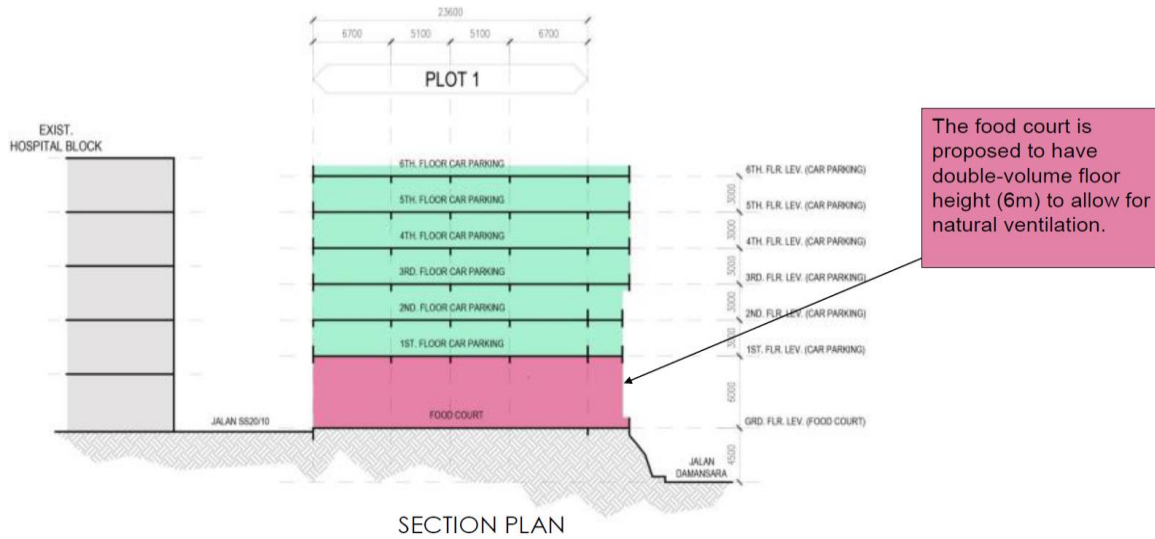 23600
6700 5100 5100 6700
PLOT 1
EXIST.
HOSPITAL BLOCK
6TH. FLOOR CAR PARKING
5TH. FLOOR CAR PARKING
4TH. FLOOR CAR PARKING
3RD. FLOOR CAR PARKING
2ND. FLOOR CAR PARKING
1ST. FLOOR CAR PARKING
FOOD COURT
JALAN SS20/10
6TH. FLR. LEV. (CAR PARKING)
3000
5TH. FLR. LEV. (CAR PARKING)
3000
4TH. FLR. LEV. (CAR PARKING)
3000
3RD. FLR. LEV. (CAR PARKING)
3000
2ND. FLR. LEV. (CAR PARKING)
3000
1ST. FLR. LEV. (CAR PARKING)
6000
GRD. FLR. LEV. (FOOD COURT)
4500
JALAN
DAMANSARA
The food court is
proposed to have
double-volume floor
height (6m) to allow for
natural ventilation.
SECTION PLAN